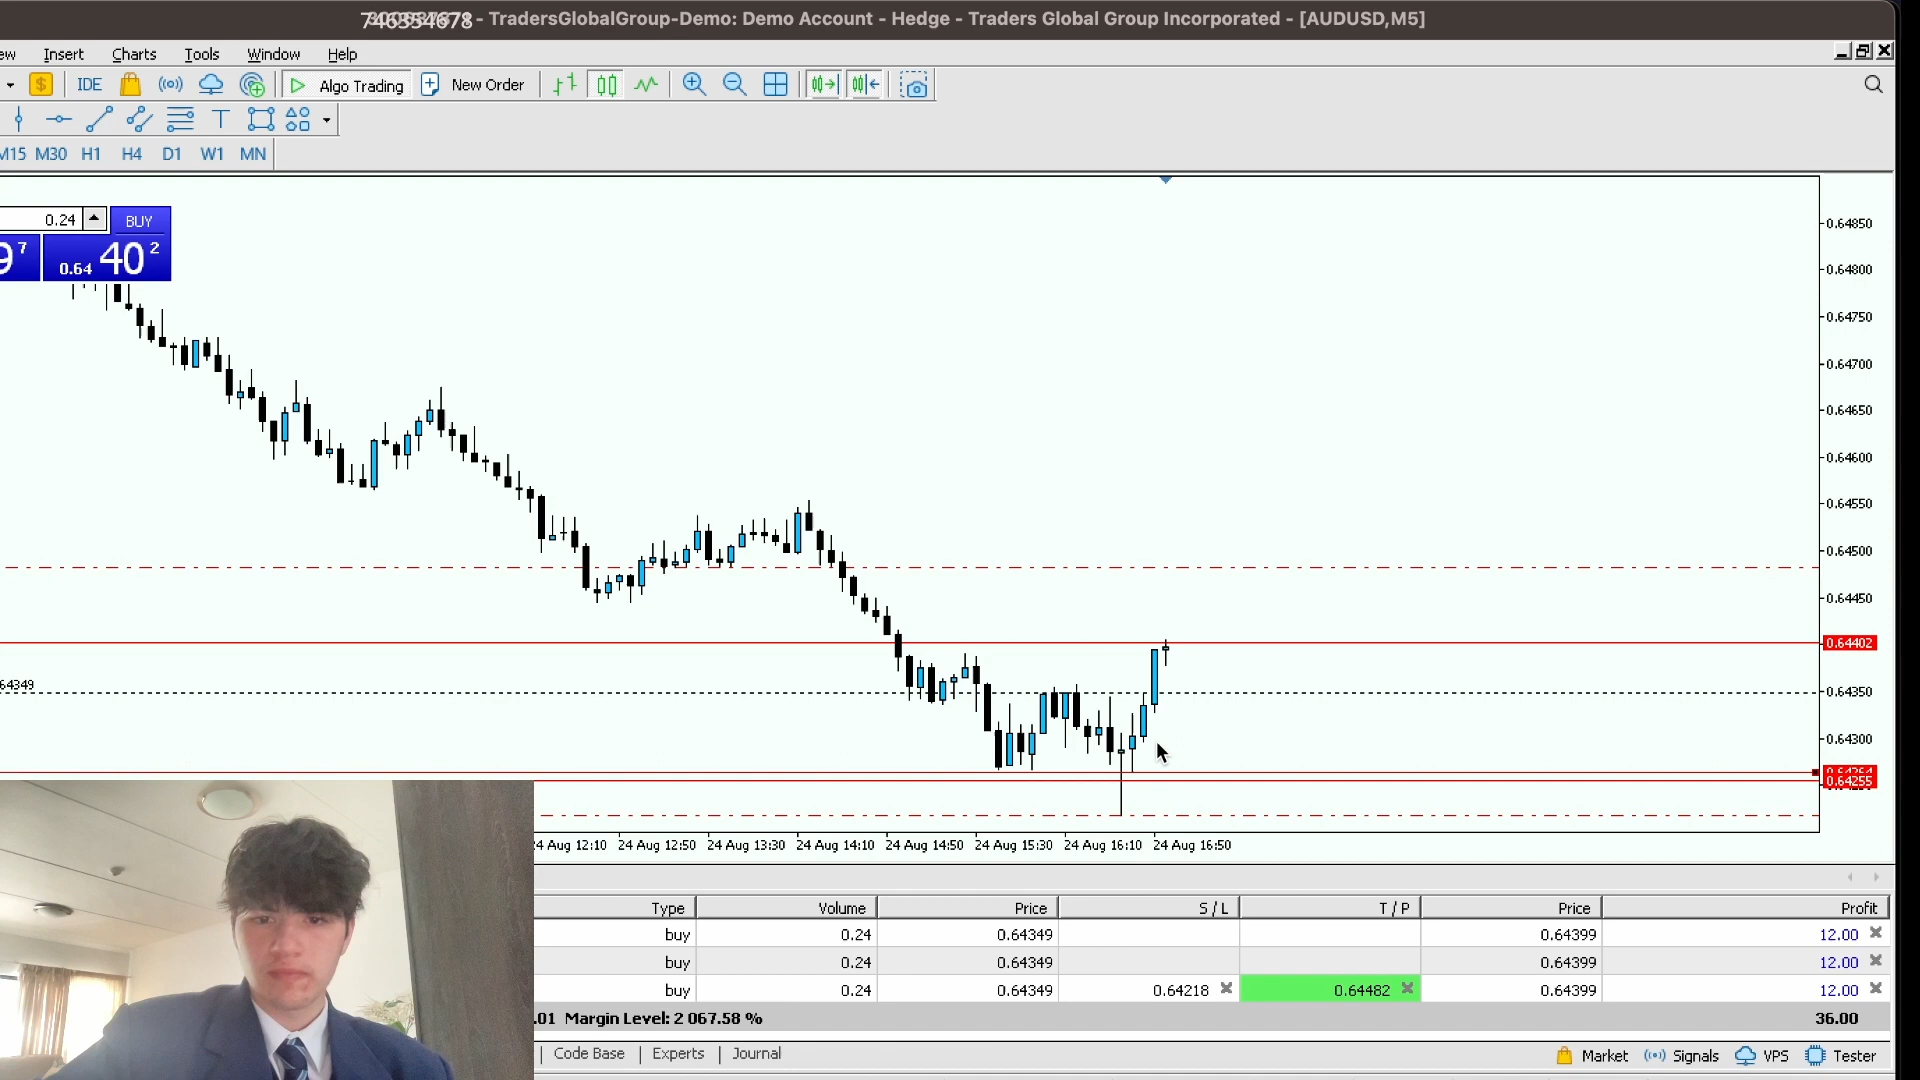 - TradersGlobalGroup-Demo: Demo Account - Hedge - Traders Global Group Incorporated - [AUDUSD,M5]
ew Insert Charts Tools Window Help
$ IDE Algo Trading New Order
T
M15 M30 H1 H4 D1 W1 MN
0.24 BUY
9 7 0.64 40 2
0.64850
0.64800
0.64750
0.64700
0.64650
0.64600
0.64550
0.64500
0.64450
0.64402
64349
0.64350
0.64300
0.64255
24 Aug 12:10 24 Aug 12:50 24 Aug 13:30 24 Aug 14:10 24 Aug 14:50 24 Aug 15:30 24 Aug 16:10 24 Aug 16:50
Type Volume Price S / L T / P Price Profit
buy 0.24 0.64349 0.64399 12.00
buy 0.24 0.64349 0.64399 12.00
buy 0.24 0.64349 0.64218 0.64482 0.64399 12.00
.01 Margin Level: 2 067.58 % 36.00
Code Base Experts Journal Market Signals VPS Tester